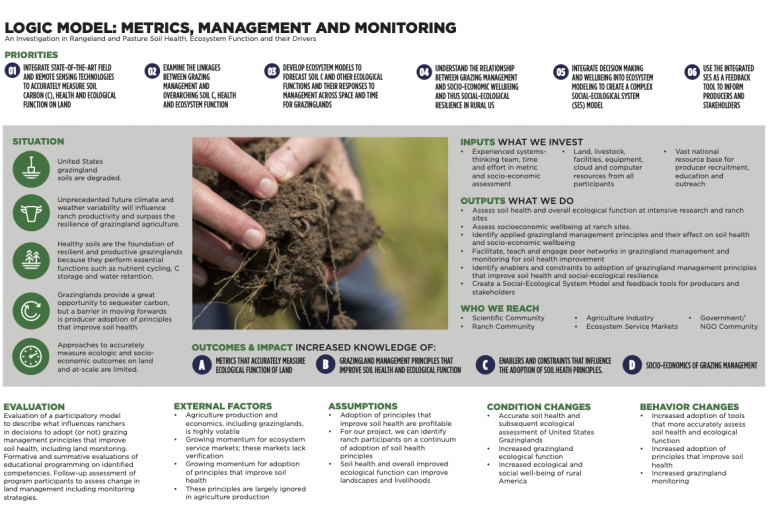 LOGIC MODEL: METRICS, MANAGEMENT AND MONITORING
An Investigation in Rangeland and Pasture Soil Health, Ecosystem Function and their Drivers
PRIORITIES
01
INTEGRATE STATE-OF-THE-ART FIELD
AND REMOTE SENSING TECHNOLOGIES
TO ACCURATELY MEASURE SOIL
CARBON (C), HEALTH AND ECOLOGICAL
FUNCTION ON LAND
02
EXAMINE THE LINKAGES
BETWEEN GRAZING
MANAGEMENT AND
OVERARCHING SOIL C, HEALTH
AND ECOSYSTEM FUNCTION
03
DEVELOP ECOSYSTEM MODELS TO
FORECAST SOIL C AND OTHER ECOLOGICAL
FUNCTIONS AND THEIR RESPONSES TO
MANAGEMENT ACROSS SPACE AND TIME
FOR GRAZINGLANDS
04
UNDERSTAND THE RELATIONSHIP
BETWEEN GRAZING MANAGEMENT
AND SOCIO-ECONOMIC WELLBEING
AND THUS SOCIAL-ECOLOGICAL
RESILIENCE IN RURAL US
05
INTEGRATE DECISION MAKING
AND WELLBEING INTO ECOSYSTEM
MODELING TO CREATE A COMPLEX
SOCIAL-ECOLOGICAL SYSTEM
(SES) MODEL
06
USE THE INTEGRATED
SES AS A FEEDBACK
TOOL TO INFORM
PRODUCERS AND
STAKEHOLDERS
SITUATION
United States
grazingland
soils are degraded.
Unprecedented future climate and
weather variability will influence
ranch productivity and surpass the
resilience of grazingland agriculture.
Healthy soils are the foundation of
resilient and productive grazinglands
because they perform essential
functions such as nutrient cycling, C
storage and water retention.
Grazinglands provide a great
opportunity to sequester carbon,
but a barrier in moving forwards
is producer adoption of principles
that improve soil health.
Approaches to accurately
measure ecologic and socio-
economic outcomes on land
and at-scale are limited.
INPUTS WHAT WE INVEST
• Experienced systems-
thinking team, time
and effort in metric
and socio-economic
assessment
• Land, livestock,
facilities, equipment,
cloud and computer
resources from all
participants
• Vast national
resource base for
producer recruitment,
education and
outreach
OUTPUTS WHAT WE DO
• Assess soil health and overall ecological function at intensive research and ranch
sites
• Assess socioeconomic wellbeing at ranch sites.
• Identify applied grazingland management principles and their effect on soil health
and socio-economic wellbeing
• Facilitate, teach and engage peer networks in grazingland management and
monitoring for soil health improvement
• Identify enablers and constraints to adoption of grazingland management principles
that improve soil health and social-ecological resilience
• Create a Social-Ecological System Model and feedback tools for producers and
stakeholders
WHO WE REACH
• Scientific Community
• Ranch Community
• Agriculture Industry
• Ecosystem Service Markets
• Government/
NGO Community
OUTCOMES & IMPACT INCREASED KNOWLEDGE OF:
A
METRICS THAT ACCURATELY MEASURE
ECOLOGICAL FUNCTION OF LAND
B
GRAZINGLAND MANAGEMENT PRINCIPLES THAT
IMPROVE SOIL HEALTH AND ECOLOGICAL FUNCTION
C
ENABLERS AND CONSTRAINTS THAT INFLUENCE
THE ADOPTION OF SOIL HEATH PRINCIPLES.
D
SOCIO-ECONOMICS OF GRAZING MANAGEMENT
EVALUATION
Evaluation of a participatory model
to describe what influences ranchers
in decisions to adopt (or not) grazing
management principles that improve
soil health, including land monitoring.
Formative and summative evaluations of
educational programming on identified
competencies. Follow-up assessment of
program participants to assess change in
land management including monitoring
strategies.
EXTERNAL FACTORS
• Agriculture production and
economics, including grazinglands,
is highly volatile
• Growing momentum for ecosystem
service markets; these markets lack
verification
• Growing momentum for adoption
of principles that improve soil
health
• These principles are largely ignored
in agriculture production
ASSUMPTIONS
• Adoption of principles that
improve soil health are profitable
• For our project, we can identify
ranch participants on a continuum
of adoption of soil health
principles
• Soil health and overall improved
ecological function can improve
landscapes and livelihoods
CONDITION CHANGES
• Accurate soil health and
subsequent ecological
assessment of United States
Grazinglands
• Increased grazingland
ecological function
• Increased ecological and
social well-being of rural
America
BEHAVIOR CHANGES
• Increased adoption of tools
that more accurately assess
soil health and ecological
function
• Increased adoption of
principles that improve soil
health
• Increased grazingland
monitoring